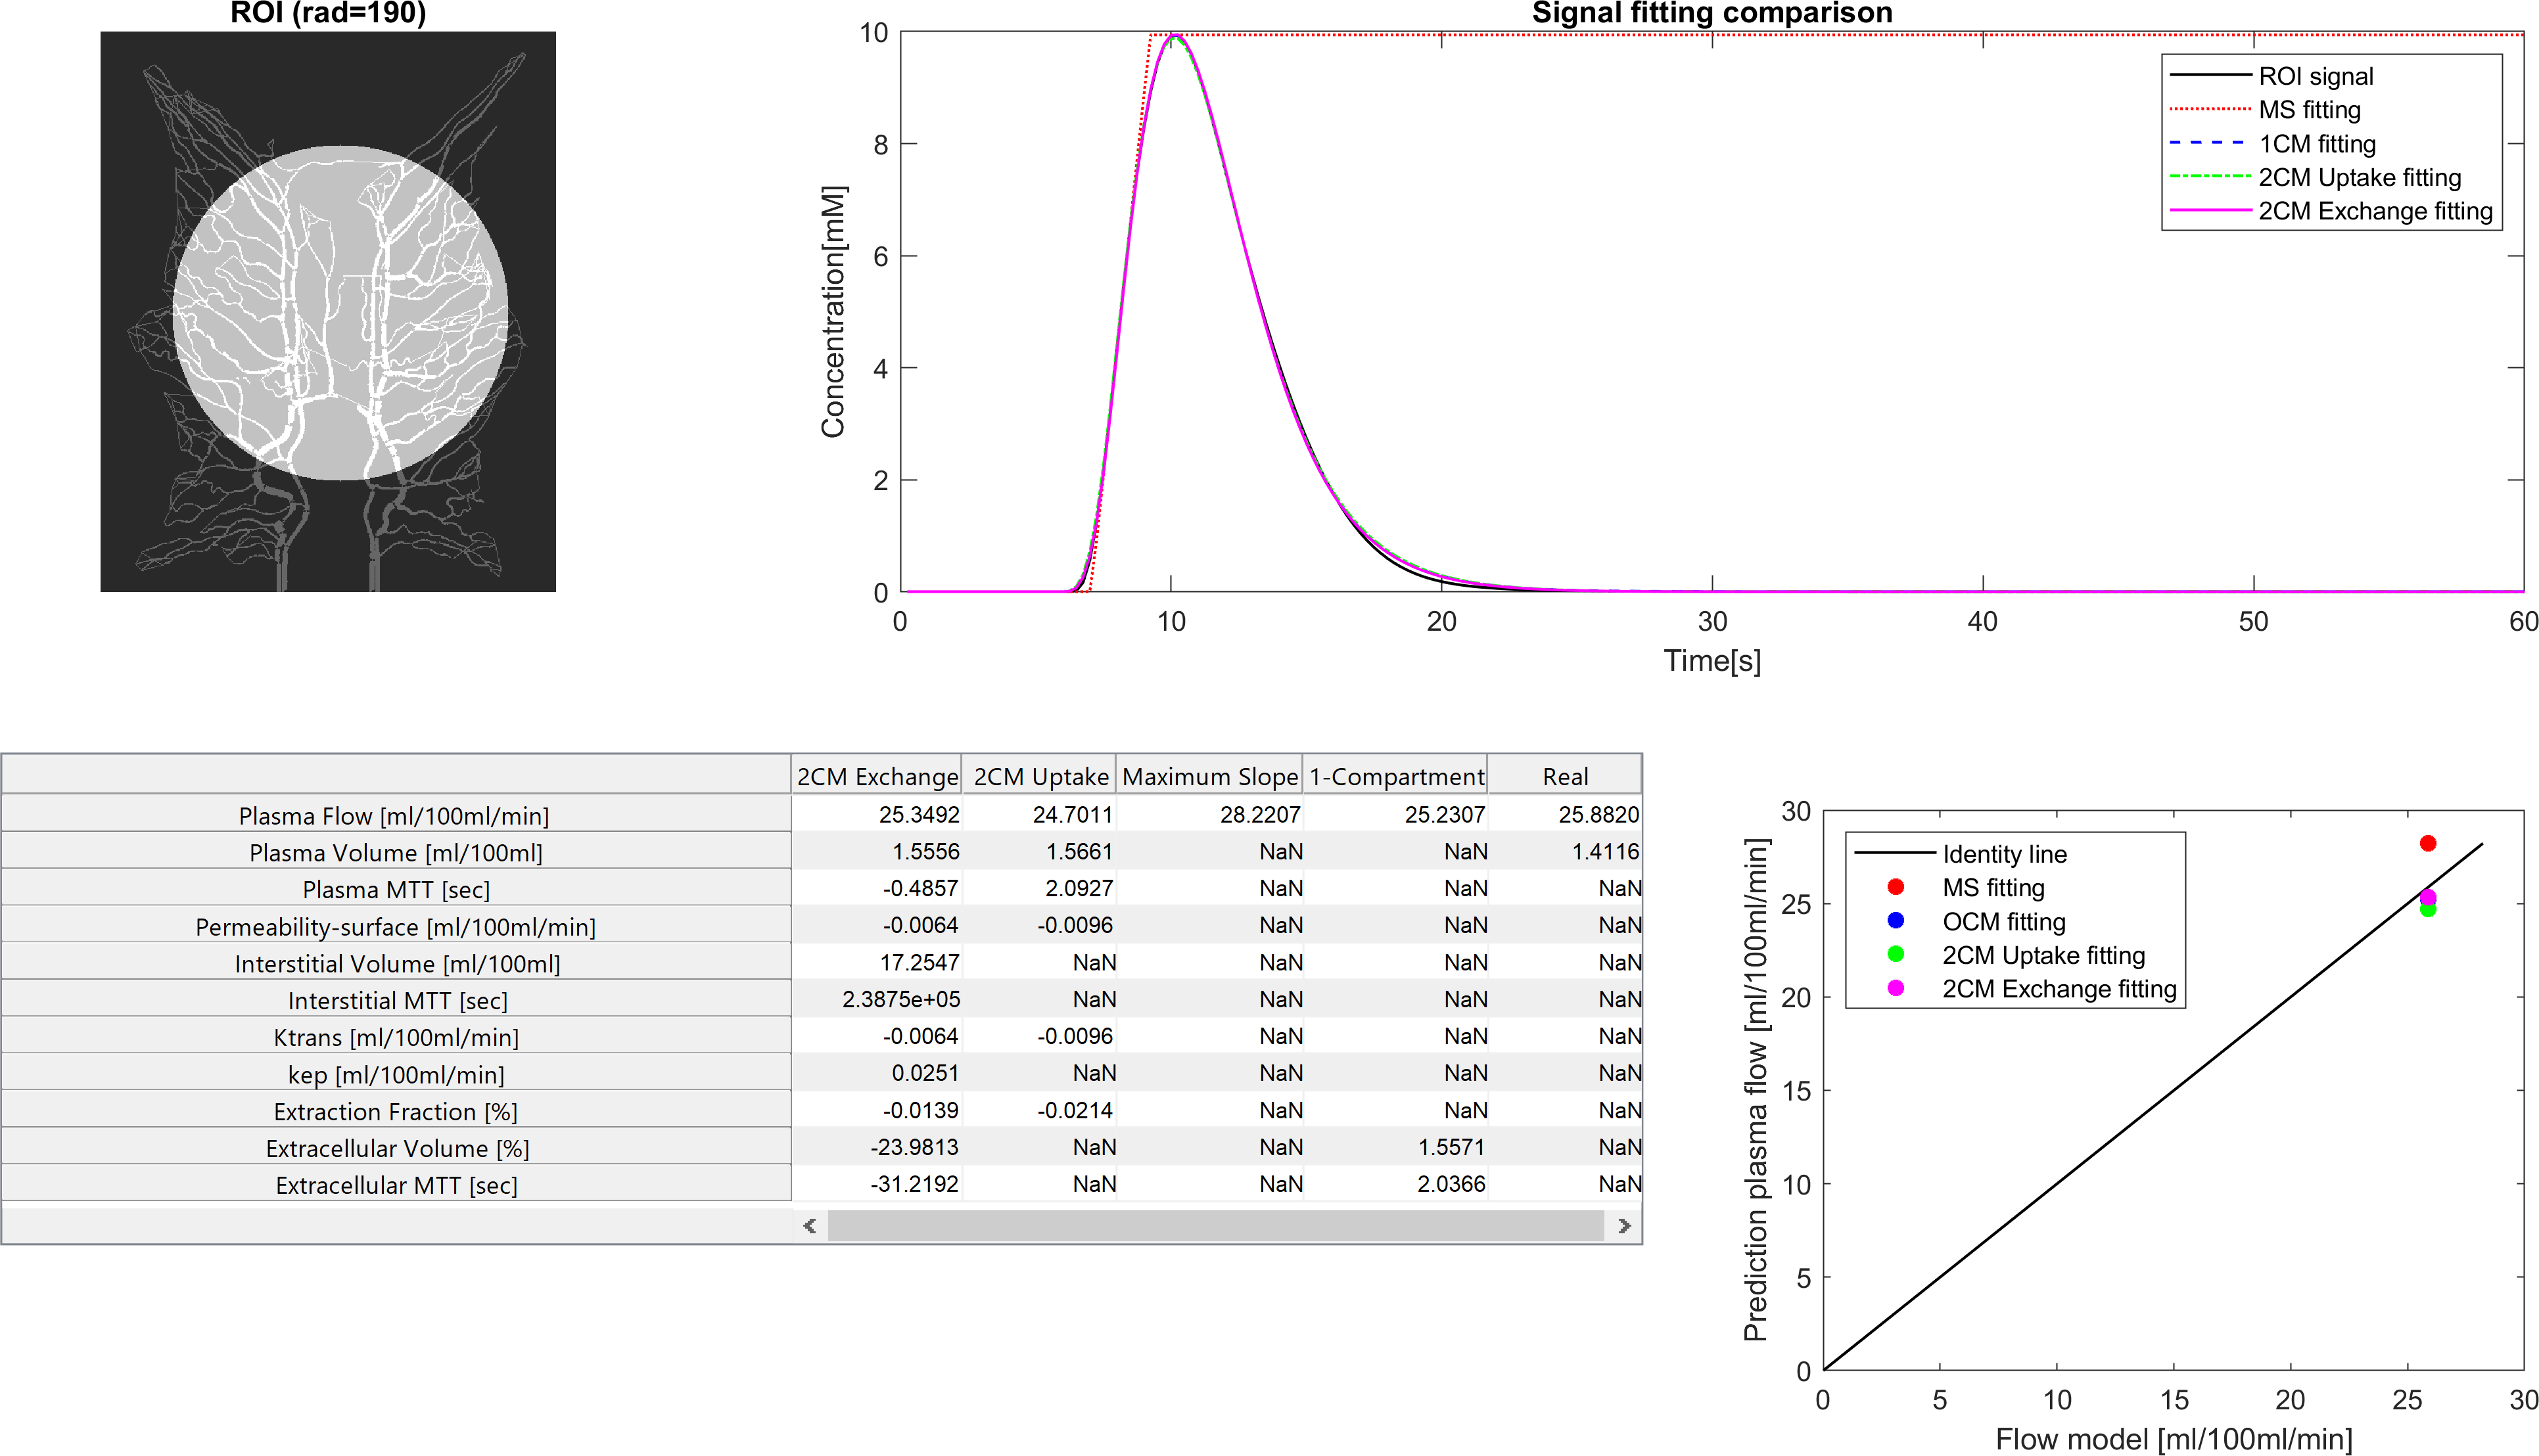 ROI (rad=190)
Signal fitting comparison
10
8
6
4
2
0
Concentration[mM]
0 10 20 30 40 50 60
Time[s]
ROI signal
MS fitting
1CM fitting
2CM Uptake fitting
2CM Exchange fitting
2CM Exchange 2CM Uptake Maximum Slope 1-Compartment Real
Plasma Flow [ml/100ml/min] 25.3492 24.7011 28.2207 25.2307 25.8820
Plasma Volume [ml/100ml] 1.5556 1.5661 NaN NaN 1.4116
Plasma MTT [sec] -0.4857 2.0927 NaN NaN NaN
Permeability-surface [ml/100ml/min] -0.0064 -0.0096 NaN NaN NaN
Interstitial Volume [ml/100ml] 17.2547 NaN NaN NaN NaN
Interstitial MTT [sec] 2.3875e+05 NaN NaN NaN NaN
Ktrans [ml/100ml/min] -0.0064 -0.0096 NaN NaN NaN
kep [ml/100ml/min] 0.0251 NaN NaN NaN NaN
Extraction Fraction [%] -0.0139 -0.0214 NaN NaN NaN
Extracellular Volume [%] -23.9813 NaN NaN 1.5571 NaN
Extracellular MTT [sec] -31.2192 NaN NaN 2.0366 NaN
30
25
20
15
10
5
0
Prediction plasma flow [ml/100ml/min]
Identity line
MS fitting
OCM fitting
2CM Uptake fitting
2CM Exchange fitting
0 5 10 15 20 25 30
Flow model [ml/100ml/min]